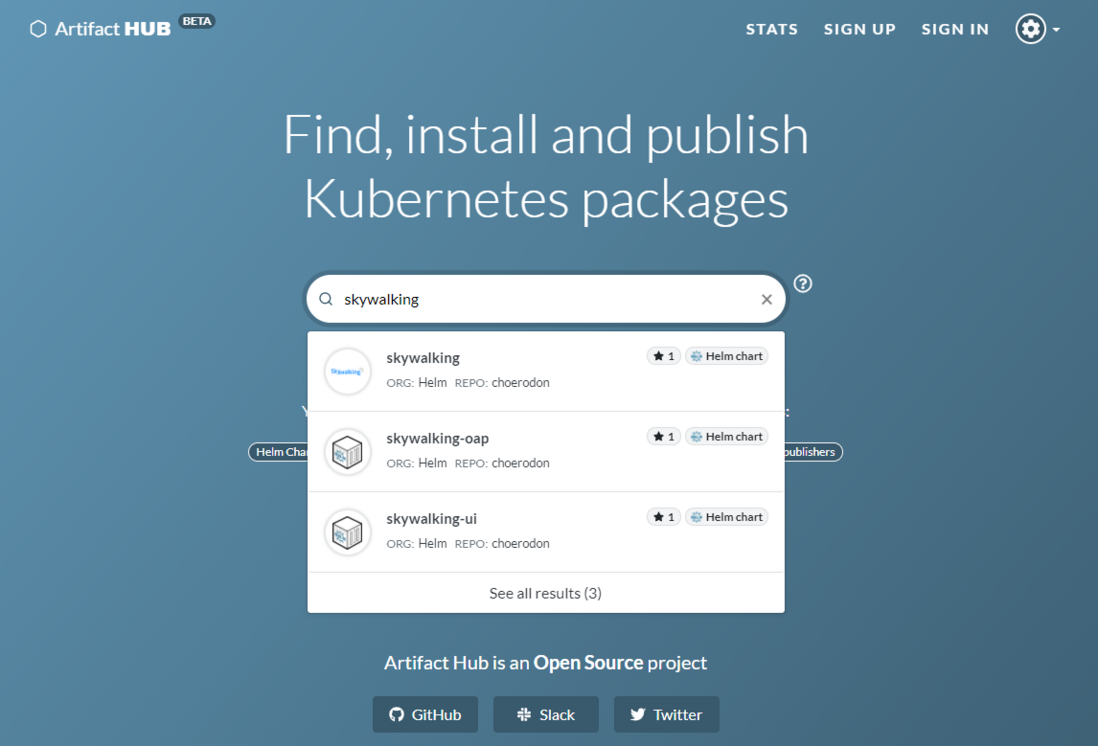 Artifact HUB BETA
STATS SIGN UP SIGN IN
Find, install and publish
Kubernetes packages
skywalking
Skywalking
skywalking
1 Helm chart
ORG: Helm REPO: choerodon
skywalking-oap
1 Helm chart
ORG: Helm REPO: choerodon
Helm
publishers
skywalking-ui
1 Helm chart
ORG: Helm REPO: choerodon
See all results (3)
Artifact Hub is an Open Source project
GitHub Slack Twitter